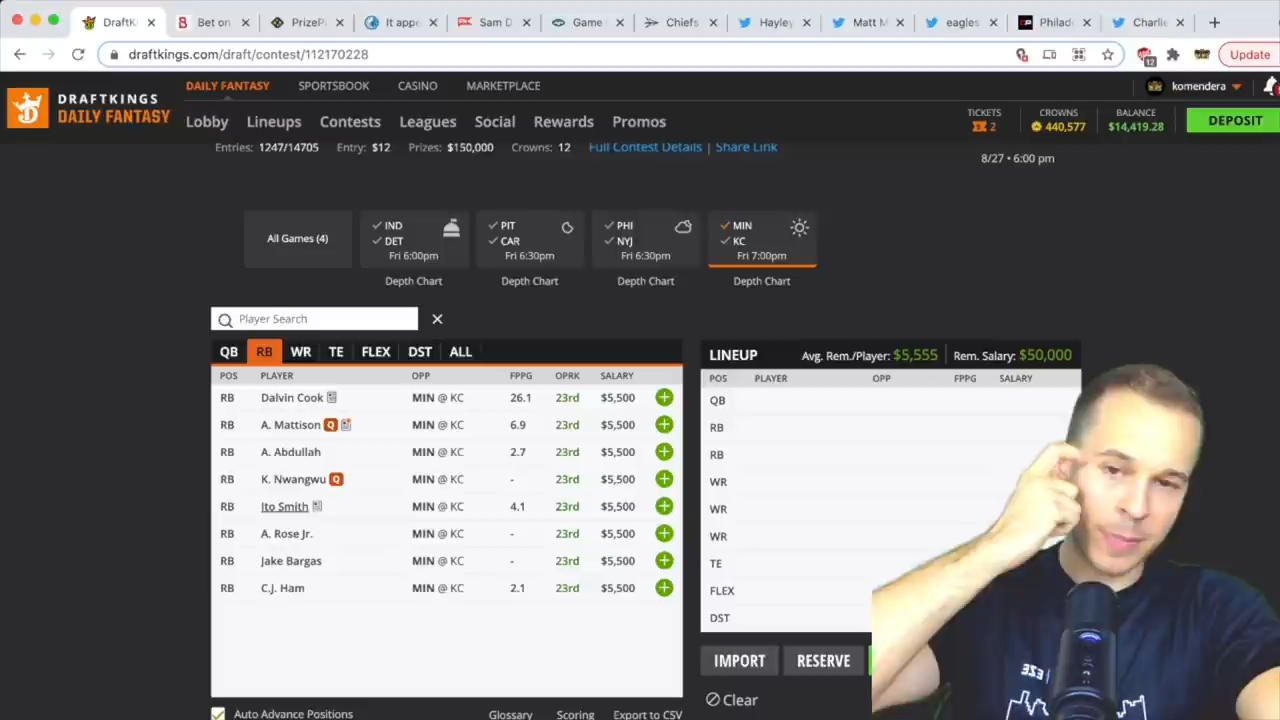 DraftKi
Bet on
PrizePi
It appe
Sam D
Game
Chiefs
Hayley
Matt M
eagles
Philad
Charlie
draftkings.com/draft/contest/112170228
12
Update
DAILY FANTASY SPORTSBOOK CASINO MARKETPLACE
komendera
DRAFTKINGS
DAILY FANTASY
Lobby Lineups Contests Leagues Social Rewards Promos
TICKETS
2
CROWNS
440,577
BALANCE
$14,419.28
DEPOSIT
Entries: 1247/14705 Entry: $12 Prizes: $150,000 Crowns: 12 Full Contest Details | Share Link
8/27 • 6:00 pm
All Games (4)
IND
DET
Fri 6:00pm
Depth Chart
PIT
CAR
Fri 6:30pm
Depth Chart
PHI
NYJ
Fri 6:30pm
Depth Chart
MIN
KC
Fri 7:00pm
Depth Chart
Player Search
QB RB WR TE FLEX DST ALL
POS PLAYER OPP FPPG OPRK SALARY
RB Dalvin Cook MIN @ KC 26.1 23rd $5,500
RB A. Mattison Q MIN @ KC 6.9 23rd $5,500
RB A. Abdullah MIN @ KC 2.7 23rd $5,500
RB K. Nwangwu Q MIN @ KC - 23rd $5,500
RB Ito Smith MIN @ KC 4.1 23rd $5,500
RB A. Rose Jr. MIN @ KC - 23rd $5,500
RB Jake Bargas MIN @ KC - 23rd $5,500
RB C.J. Ham MIN @ KC 2.1 23rd $5,500
Auto Advance Positions
Glossary Scoring Export to CSV
LINEUP Avg. Rem./Player: $5,555 Rem. Salary: $50,000
POS PLAYER OPP FPPG SALARY
QB
RB
RB
WR
WR
WR
TE
FLEX
DST
IMPORT RESERVE
Clear